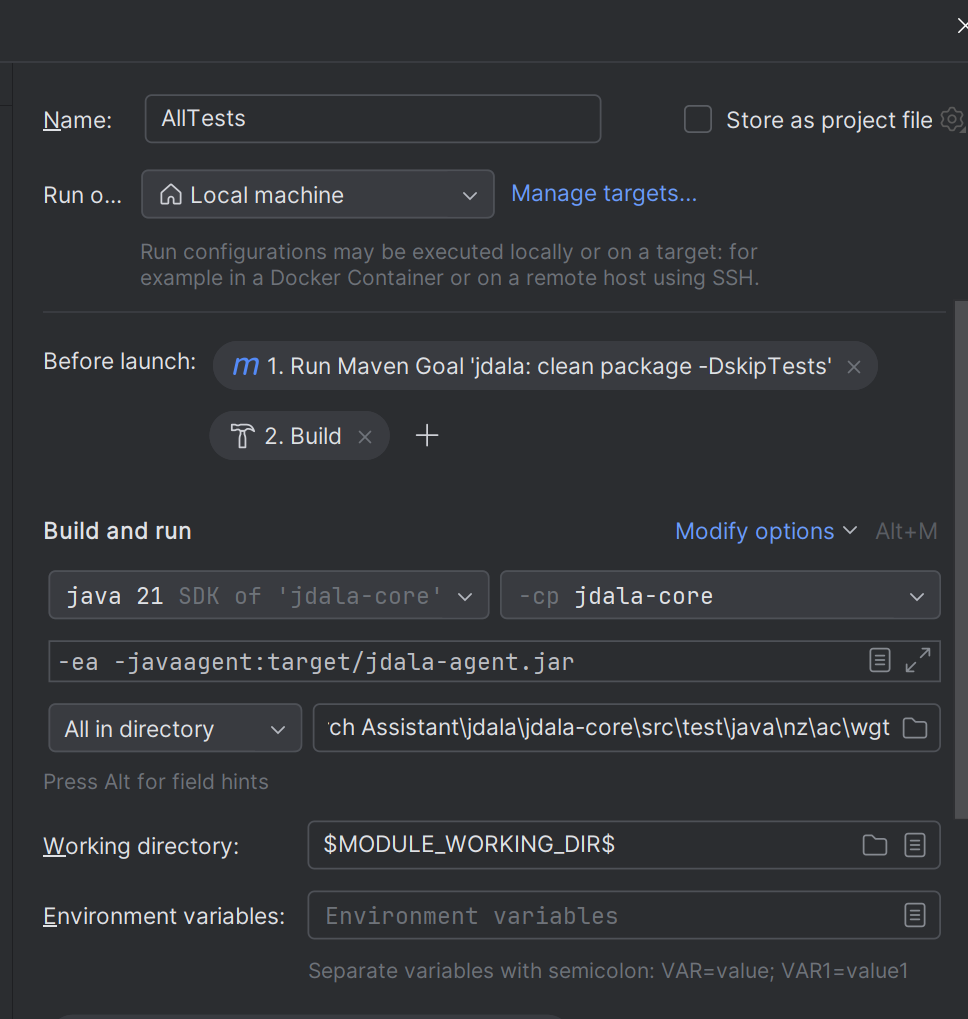 Name: AllTests Store as project file
Run o... Local machine Manage targets...
Run configurations may be executed locally or on a target: for
example in a Docker Container or on a remote host using SSH.
Before launch: m 1. Run Maven Goal 'jdala: clean package -DskipTests'
2. Build
Build and run Modify options Alt+M
java 21 SDK of 'jdala-core' -cp jdala-core
-ea -javaagent:target/jdala-agent.jar
All in directory rch Assistant\jdala\jdala-core\src\test\java\nz\ac\wgt
Press Alt for field hints
Working directory: $MODULE_WORKING_DIR$
Environment variables: Environment variables
Separate variables with semicolon: VAR=value; VAR1=value1